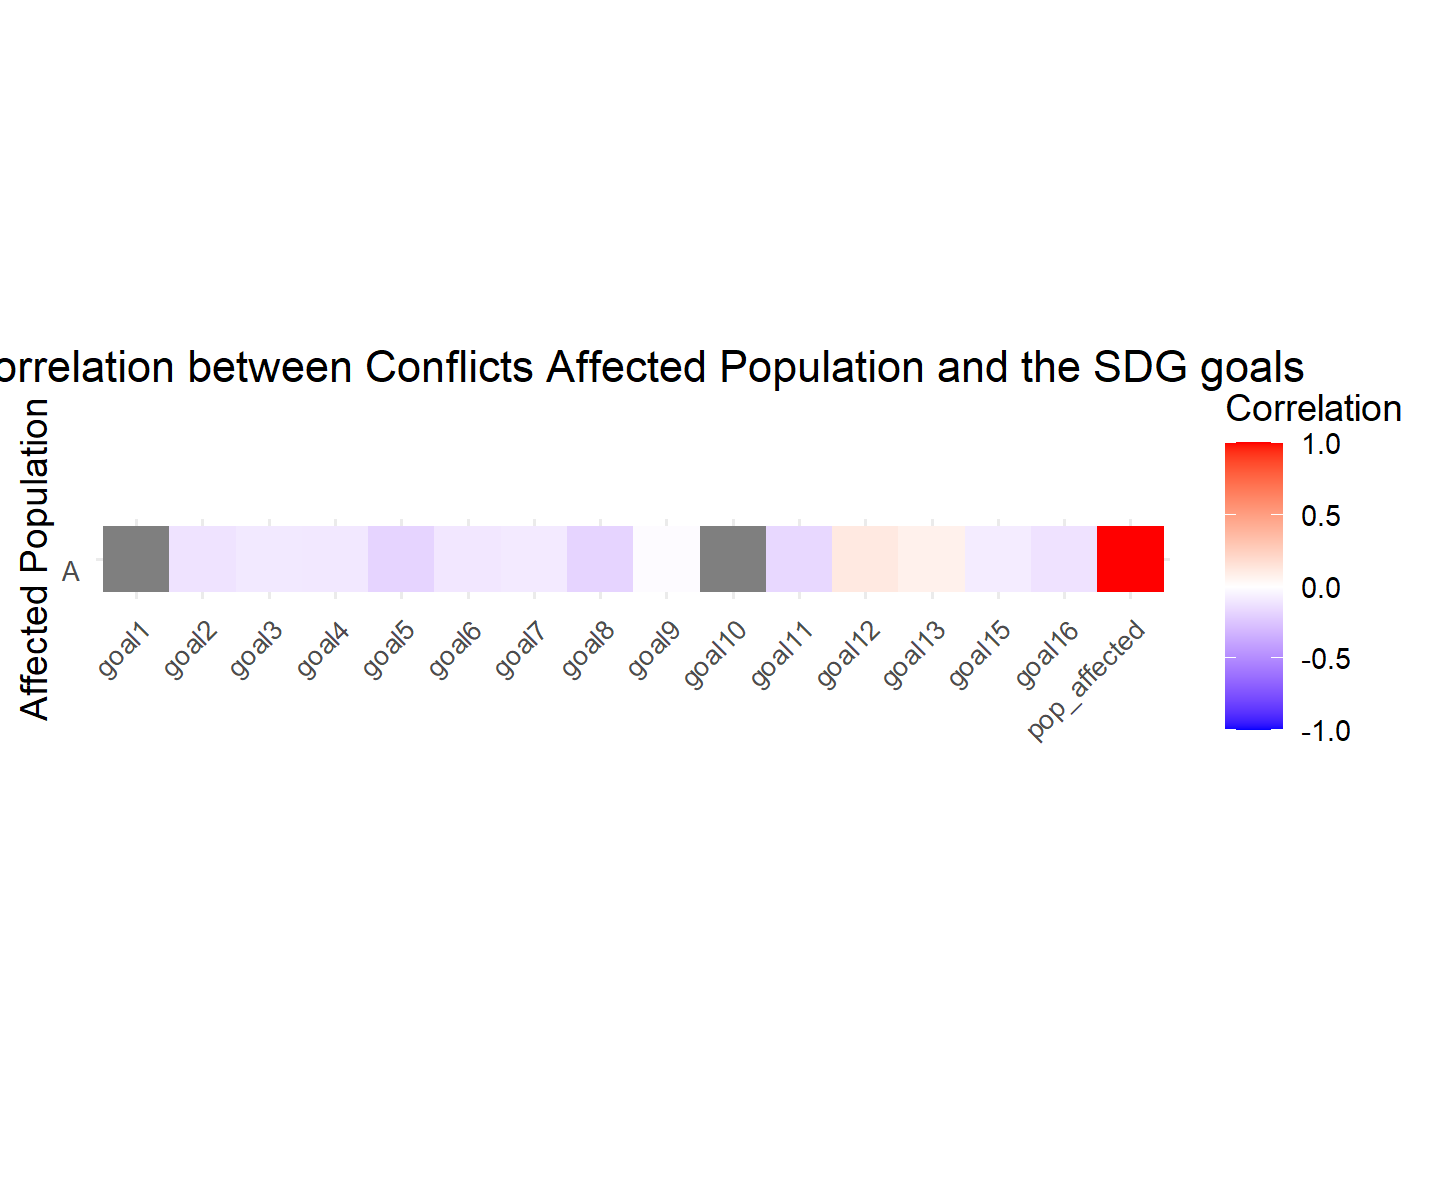 orrelation between Conflicts Affected Population and the SDG goals
Correlation
1.0
0.5
0.0
-0.5
-1.0
Affected Population
A
goal1
goal2
goal3
goal4
goal5
goal6
goal7
goal8
goal9
goal10
goal11
goal12
goal13
goal15
goal16
pop_affected